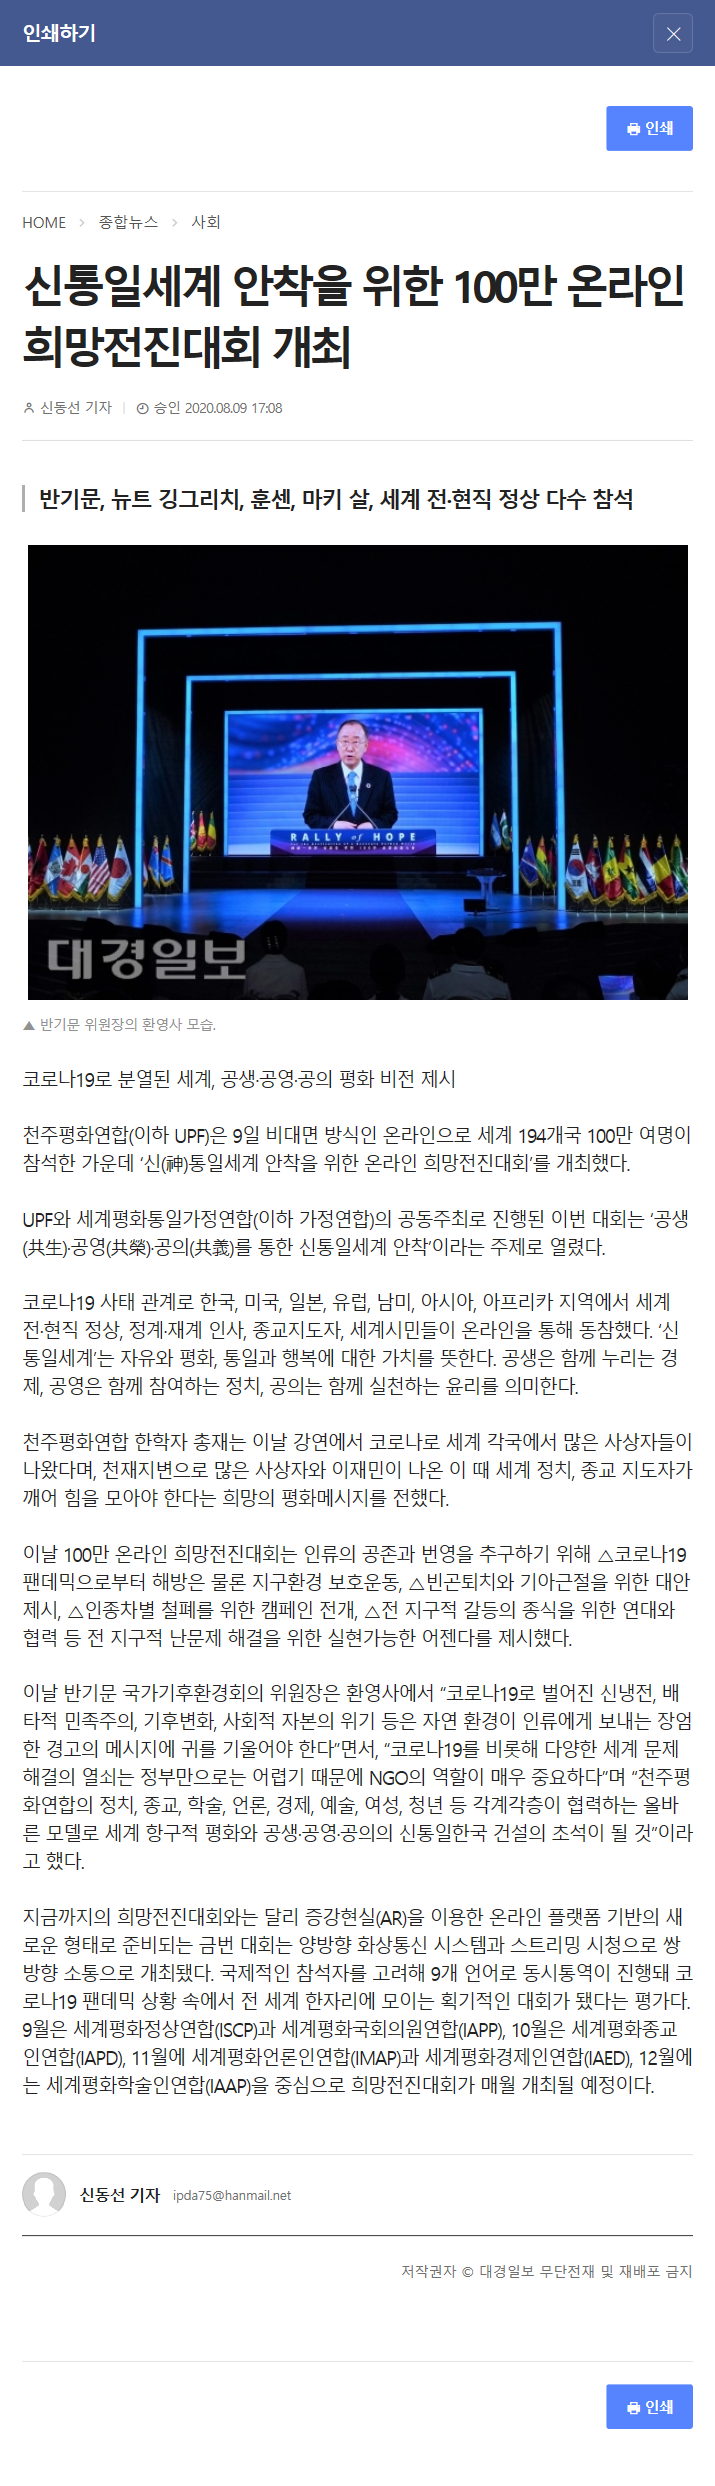 인쇄하기
인쇄
HOME > 종합뉴스 > 사회
신통일세계 안착을 위한 100만 온라인
희망전진대회 개최
신동선 기자 | 승인 2020.08.09 17:08
반기문, 뉴트 깅그리치, 훈센, 마키 살, 세계 전·현직 정상 다수 참석
RALLY of HOPE
대경일보
▲ 반기문 위원장의 환영사 모습.
코로나19로 분열된 세계, 공생·공영·공의 평화 비전 제시
천주평화연합(이하 UPF)은 9일 비대면 방식인 온라인으로 세계 194개국 100만 여명이
참석한 가운데 ‘신(神)통일세계 안착을 위한 온라인 희망전진대회’를 개최했다.
UPF와 세계평화통일가정연합(이하 가정연합)의 공동주최로 진행된 이번 대회는 ‘공생
(共生)·공영(共榮)·공의(共義)를 통한 신통일세계 안착’이라는 주제로 열렸다.
코로나19 사태 관계로 한국, 미국, 일본, 유럽, 남미, 아시아, 아프리카 지역에서 세계
전·현직 정상, 정계·재계 인사, 종교지도자, 세계시민들이 온라인을 통해 동참했다. ‘신
통일세계’는 자유와 평화, 통일과 행복에 대한 가치를 뜻한다. 공생은 함께 누리는 경
제, 공영은 함께 참여하는 정치, 공의는 함께 실천하는 윤리를 의미한다.
천주평화연합 한학자 총재는 이날 강연에서 코로나로 세계 각국에서 많은 사상자들이
나왔다며, 천재지변으로 많은 사상자와 이재민이 나온 이 때 세계 정치, 종교 지도자가
깨어 힘을 모아야 한다는 희망의 평화메시지를 전했다.
이날 100만 온라인 희망전진대회는 인류의 공존과 번영을 추구하기 위해 △코로나19
팬데믹으로부터 해방은 물론 지구환경 보호운동, △빈곤퇴치와 기아근절을 위한 대안
제시, △인종차별 철폐를 위한 캠페인 전개, △전 지구적 갈등의 종식을 위한 연대와
협력 등 전 지구적 난문제 해결을 위한 실현가능한 어젠다를 제시했다.
이날 반기문 국가기후환경회의 위원장은 환영사에서 “코로나19로 벌어진 신냉전, 배
타적 민족주의, 기후변화, 사회적 자본의 위기 등은 자연 환경이 인류에게 보내는 장엄
한 경고의 메시지에 귀를 기울어야 한다”면서, “코로나19를 비롯해 다양한 세계 문제
해결의 열쇠는 정부만으로는 어렵기 때문에 NGO의 역할이 매우 중요하다”며 “천주평
화연합의 정치, 종교, 학술, 언론, 경제, 예술, 여성, 청년 등 각계각층이 협력하는 올바
른 모델로 세계 항구적 평화와 공생·공영·공의의 신통일한국 건설의 초석이 될 것”이라
고 했다.
지금까지의 희망전진대회와는 달리 증강현실(AR)을 이용한 온라인 플랫폼 기반의 새
로운 형태로 준비되는 금번 대회는 양방향 화상통신 시스템과 스트리밍 시청으로 쌍
방향 소통으로 개최됐다. 국제적인 참석자를 고려해 9개 언어로 동시통역이 진행돼 코
로나19 팬데믹 상황 속에서 전 세계 한자리에 모이는 획기적인 대회가 됐다는 평가다.
9월은 세계평화정상연합(ISCP)과 세계평화국회의원연합(IAPP), 10월은 세계평화종교
인연합(IAPD), 11월에 세계평화언론인연합(IMAP)과 세계평화경제인연합(IAED), 12월에
는 세계평화학술인연합(IAAP)을 중심으로 희망전진대회가 매월 개최될 예정이다.
신동선 기자 ipda75@hanmail.net
저작권자 © 대경일보 무단전재 및 재배포 금지
인쇄